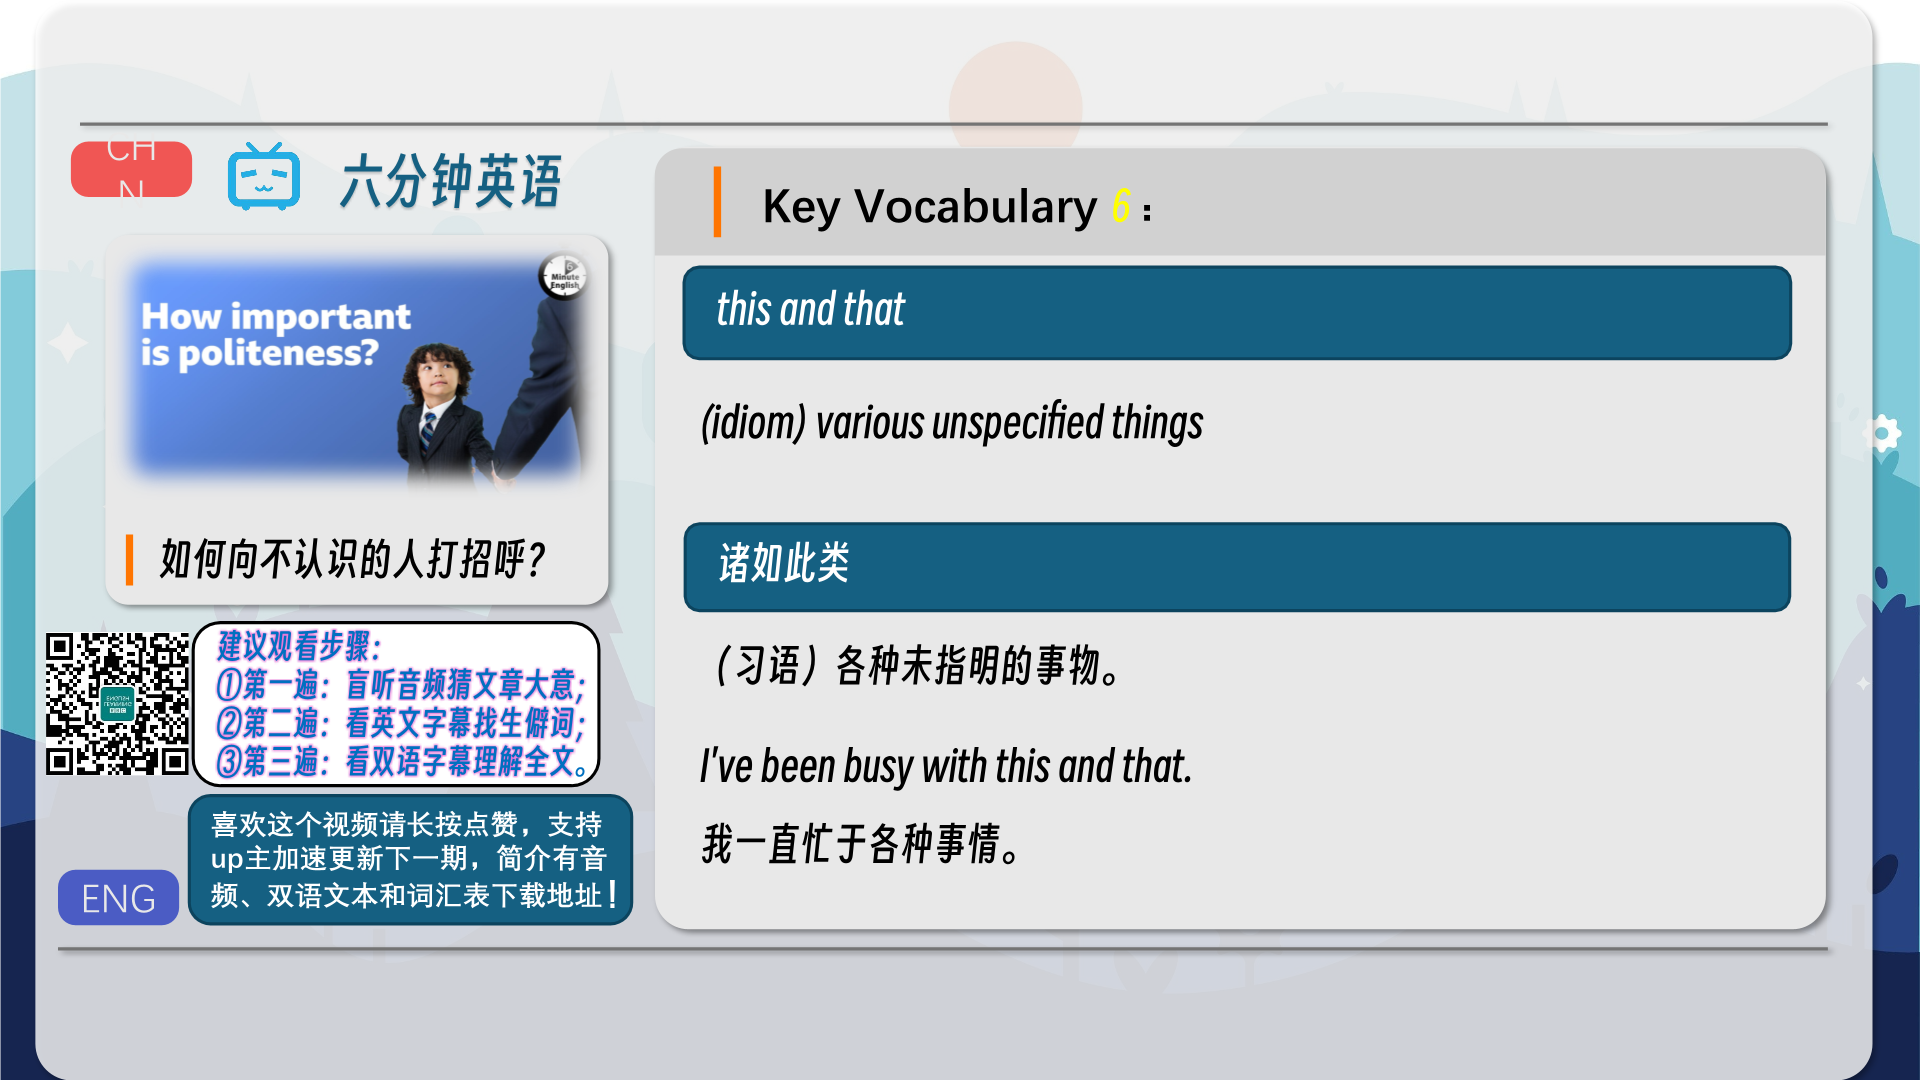 CH
N
六分钟英语
6
Minute
English
How important
is politeness?
如何向不认识的人打招呼?
建议观看步骤:
①第一遍:盲听音频猜文章大意;
②第二遍:看英文字幕找生僻词;
③第三遍:看双语字幕理解全文。
喜欢这个视频请长按点赞,支持
up主加速更新下一期,简介有音
频、双语文本和词汇表下载地址!
ENG
Key Vocabulary 6:
this and that
(idiom) various unspecified things
诸如此类
(习语)各种未指明的事物。
I've been busy with this and that.
我一直忙于各种事情。